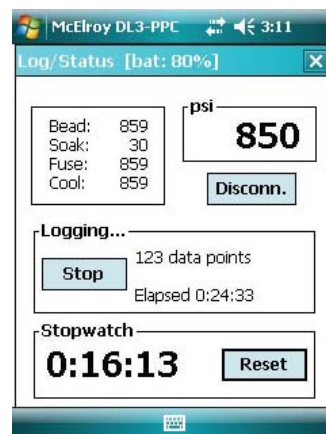 McElroy DL3-PPC 3:11
Log/Status [bat: 80%] X
Bead: 859
Soak: 30
Fuse: 859
Cool: 859
psi
850
Disconn.
Logging...
Stop
123 data points
Elapsed 0:24:33
Stopwatch
0:16:13
Reset